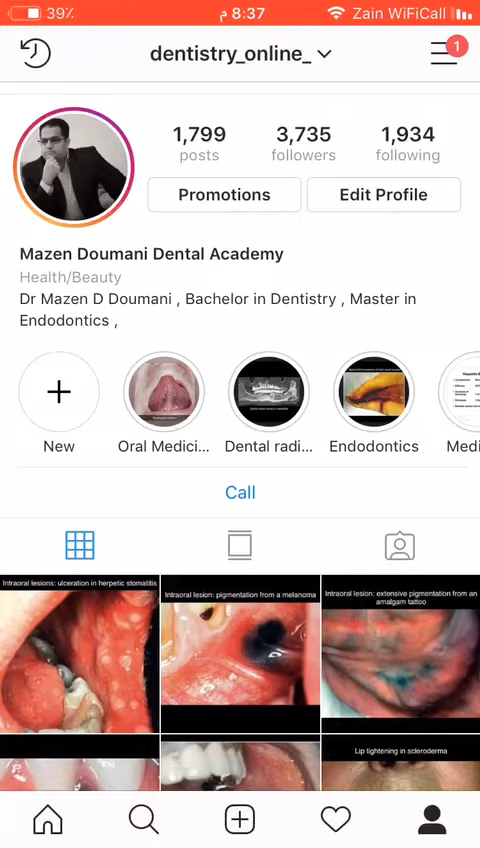 39%
8:37 م
Zain WiFiCall
dentistry_online_
1
1,799
3,735
1,934
posts
followers
following
Promotions
Edit Profile
Mazen Doumani Dental Academy
Health/Beauty
Dr Mazen D Doumani , Bachelor in Dentistry , Master in
Endodontics ,
New
Oral Medici...
Dental radi...
Endodontics
Medi
Call
Intraoral lesions: ulceration in herpetic stomatitis
Intraoral lesion: pigmentation from a melanoma
Intraoral lesion: extensive pigmentation from an
amalgam tattoo
Lip tightening in scleroderma